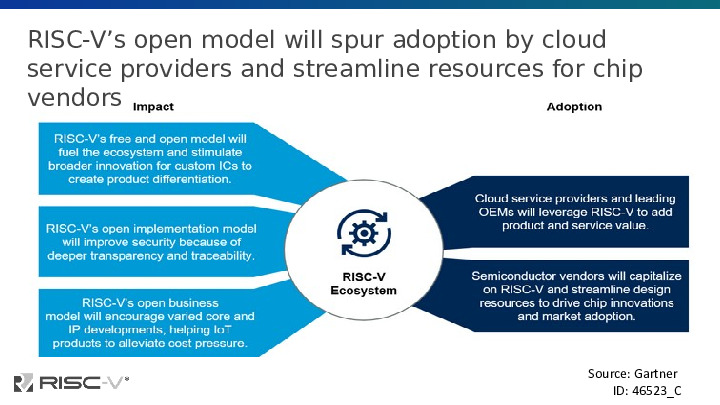 RISC-V’s open model will spur adoption by cloud
service providers and streamline resources for chip
vendors
Impact
Adoption
RISC-V’s free and open model will
fuel the ecosystem and stimulate
broader innovation for custom ICs to
create product differentiation.
RISC-V’s open implementation model
will improve security because of
deeper transparency and traceability.
RISC-V’s open business
model will encourage varied core and
IP developments, helping IoT
products to alleviate cost pressure.
RISC-V
Ecosystem
Cloud service providers and leading
OEMs will leverage RISC-V to add
product and service value.
Semiconductor vendors will capitalize
on RISC-V and streamline design
resources to drive chip innovations
and market adoption.
RISC-V®
Source: Gartner
ID: 46523_C